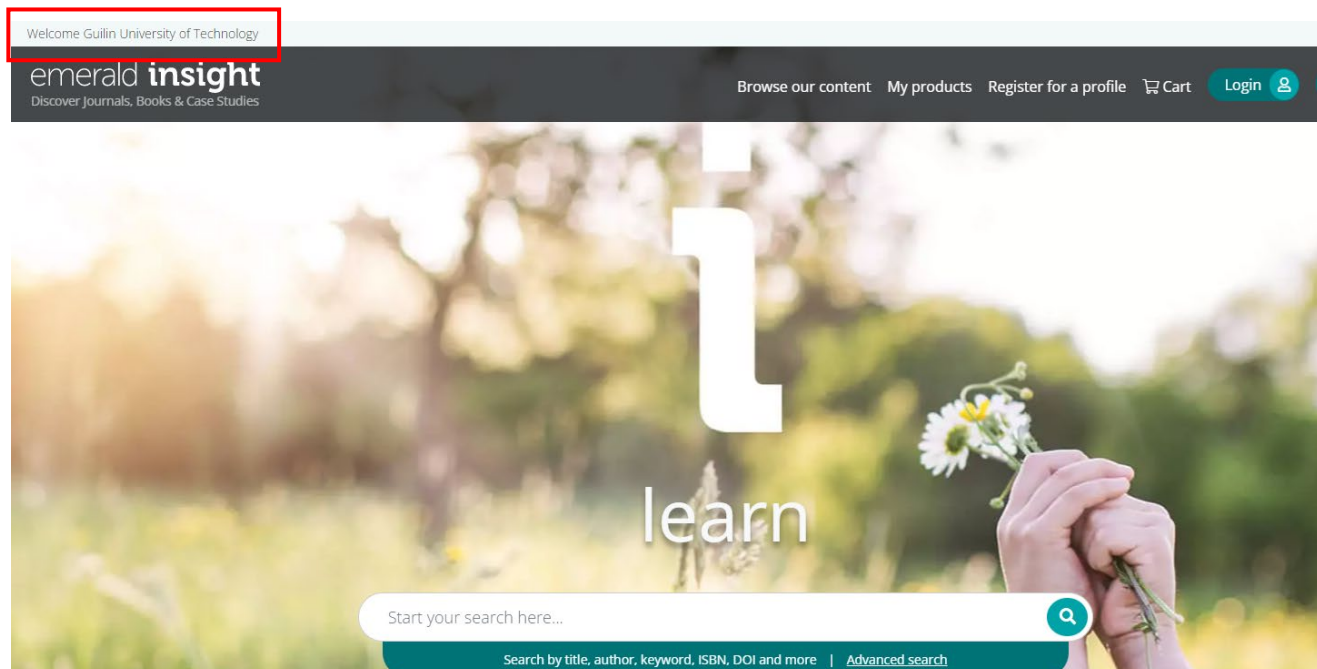 Welcome Guilin University of Technology
emerald insight
Discover Journals, Books & Case Studies
Browse our content My products Register for a profile Cart Login
learn
Start your search here...
Search by title, author, keyword, ISBN, DOI and more | Advanced search